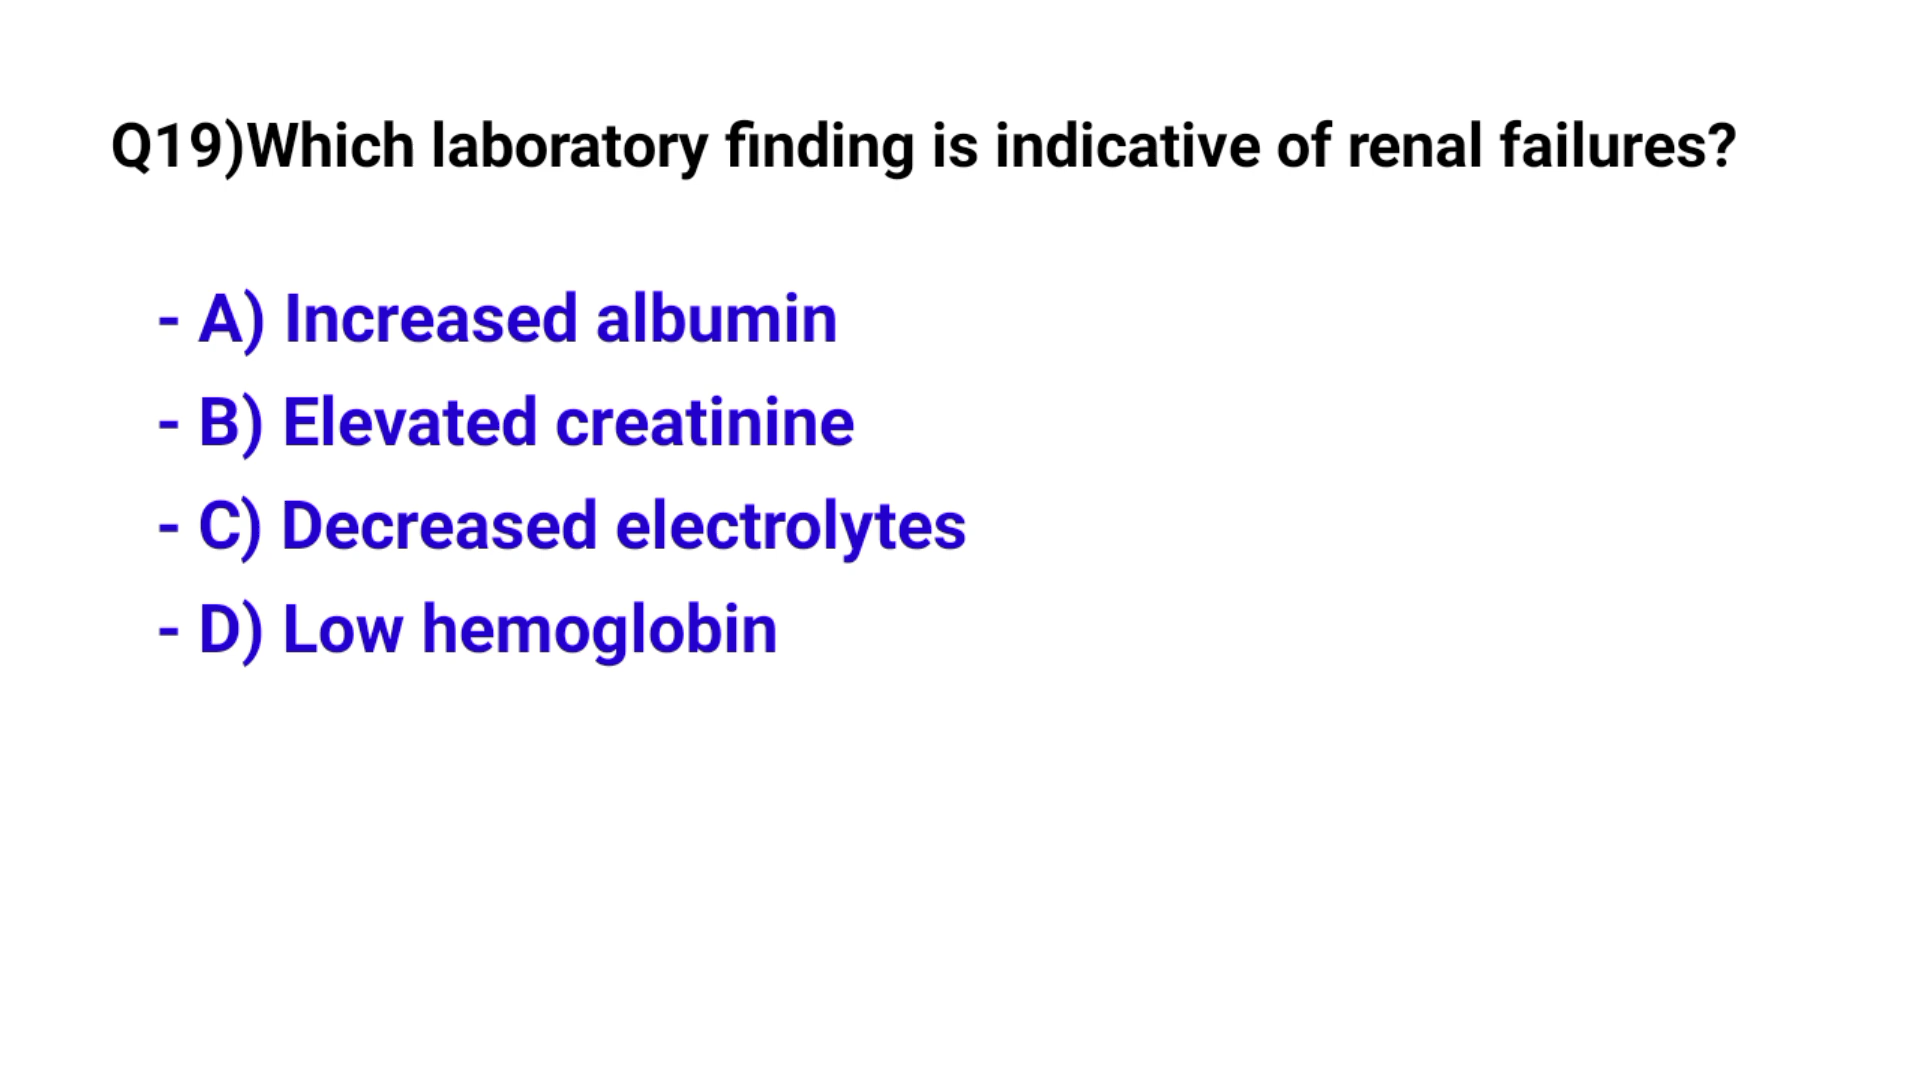 Q19)Which laboratory finding is indicative of renal failures?
- A) Increased albumin
- B) Elevated creatinine
- C) Decreased electrolytes
- D) Low hemoglobin